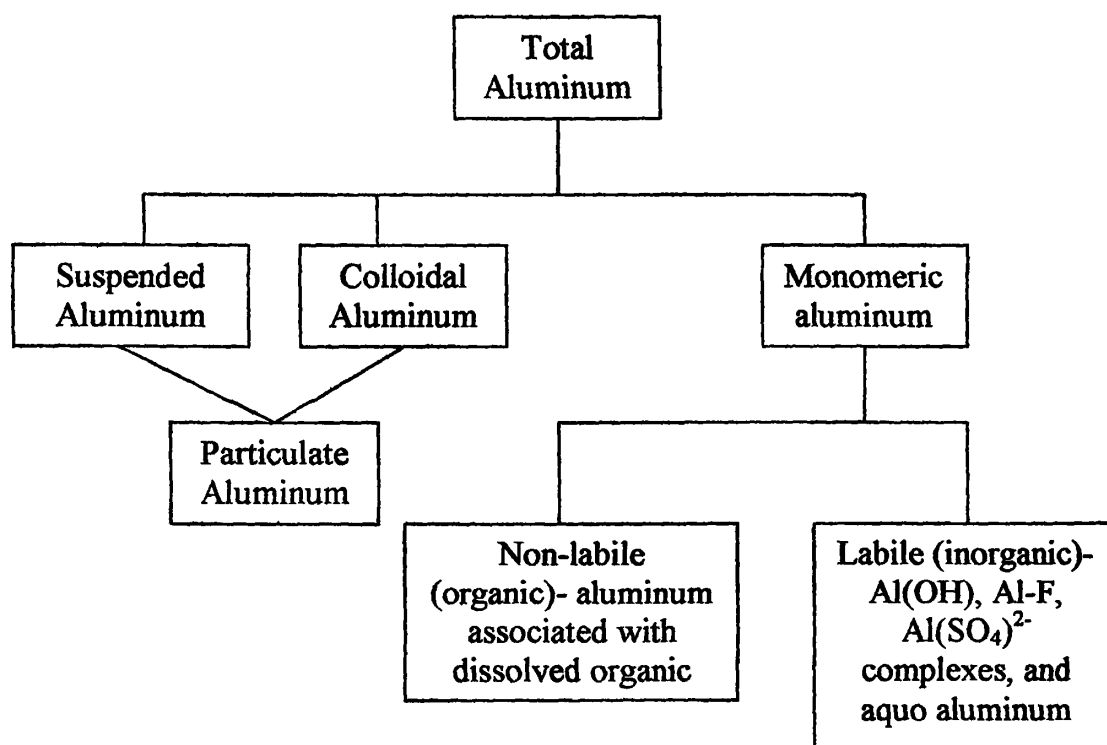 Total
Aluminum
Suspended
Aluminum
Colloidal
Aluminum
Monomeric
aluminum
Particulate
Aluminum
Non-labile
(organic)- aluminum
associated with
dissolved organic
Labile (inorganic)-
Al(OH), Al-F,
Al(SO₄)²⁻
complexes, and
aquo aluminum